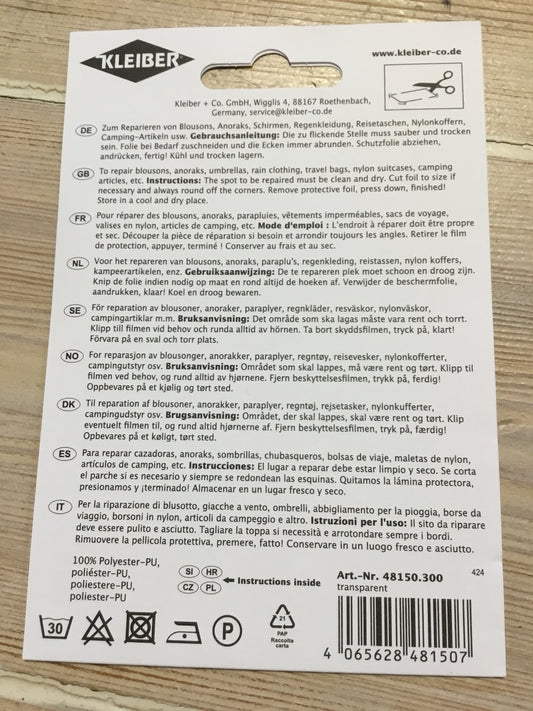 KLEIBER
www.kleiber-co.de
Kleiber + Co. GmbH, Wigglis 4, 88167 Roethenbach,
Germany, service@kleiber-co.de
DE Zum Reparieren von Blousons, Anoraks, Schirmen, Regenkleidung, Reisetaschen, Nylonkoffern,
Camping-Artikeln usw. Gebrauchsanleitung: Die zu flickende Stelle muss sauber und trocken
sein. Folie bei Bedarf zuschneiden und die Ecken immer abrunden. Schutzfolie abziehen,
andrücken, fertig! Kühl und trocken lagern.
GB To repair blousons, anoraks, umbrellas, rain clothing, travel bags, nylon suitcases, camping
articles, etc. Instructions: The spot to be repaired must be clean and dry. Cut foil to size if
necessary and always round off the corners. Remove protective foil, press down, finished!
Store in a cool and dry place.
FR Pour réparer des blousons, anoraks, parapluies, vêtements imperméables, sacs de voyage,
valises en nylon, articles de camping, etc. Mode d'emploi : L'endroit à réparer doit être propre
et sec. Découper la pièce de réparation si besoin et arrondir toujours les angles. Retirer le film
de protection, appuyer, terminé ! Conserver au frais et au sec.
NL Voor het repareren van blousons, anoraks, paraplu's, regenkleding, reistassen, nylon koffers,
kampeerartikelen, enz. Gebruiksaanwijzing: De te repareren plek moet schoon en droog zijn.
Knip de folie indien nodig op maat en rond altijd de hoeken af. Verwijder de beschermfolie,
aandrukken, klaar! Koel en droog bewaren.
SE För reparation av blousoner, anoraker, paraplyer, regnkläder, resväskor, nylonväskor,
campingartiklar m.m. Bruksanvisning: Det område som ska lagas måste vara rent och torrt.
Klipp till filmen vid behov och runda alltid av hörnen. Ta bort skyddsfilmen, tryck på, klart!
Förvara på en sval och torr plats.
NO For reparasjon av blousonger, anorakker, paraplyer, regntøy, reisevesker, nylonkofferter,
campingutstyr osv. Bruksanvisning: Området som skal lappes, må være rent og tørt. Klipp til
filmen ved behov, og rund alltid av hjørnene. Fjern beskyttelsesfilmen, trykk på, ferdig!
Oppbevares på et kjølig og tørt sted.
DK Til reparation af blousoner, anorakker, paraplyer, regntøj, rejsetasker, nylonkufferter,
campingudstyr osv. Brugsanvisning: Området, der skal lappes, skal være rent og tørt. Klip
eventuelt filmen til, og rund altid hjørnerne af. Fjern beskyttelsesfilmen, tryk på, færdig!
Opbevares på et køligt, tørt sted.
ES Para reparar cazadoras, anoraks, sombrillas, chubasqueros, bolsas de viaje, maletas de nylon,
artículos de camping, etc. Instrucciones: El lugar a reparar debe estar limpio y seco. Se corta
el parche si es necesario y siempre se redondean las esquinas. Quitamos la lámina protectora,
presionamos y ¡terminado! Almacenar en un lugar fresco y seco.
IT Per la riparazione di blusotto, giacche a vento, ombrelli, abbigliamento per la pioggia, borse da
viaggio, borsoni in nylon, articoli da campeggio e altro. Istruzioni per l'uso: Il sito da riparare
deve essere pulito e asciutto. Tagliare la toppa si necessità e arrotondare sempre i bordi.
Rimuovere la pellicola protettiva, premere, fatto! Conservare in un luogo fresco e asciutto.
100% Polyester-PU,
poliéster-PU,
poliestere-PU,
poliester-PU
SI HR
CZ PL
Instructions inside
Art.-Nr. 48150.300
transparent
424
30
P
21
PAP
Raccolta
carta
4 065628 481507